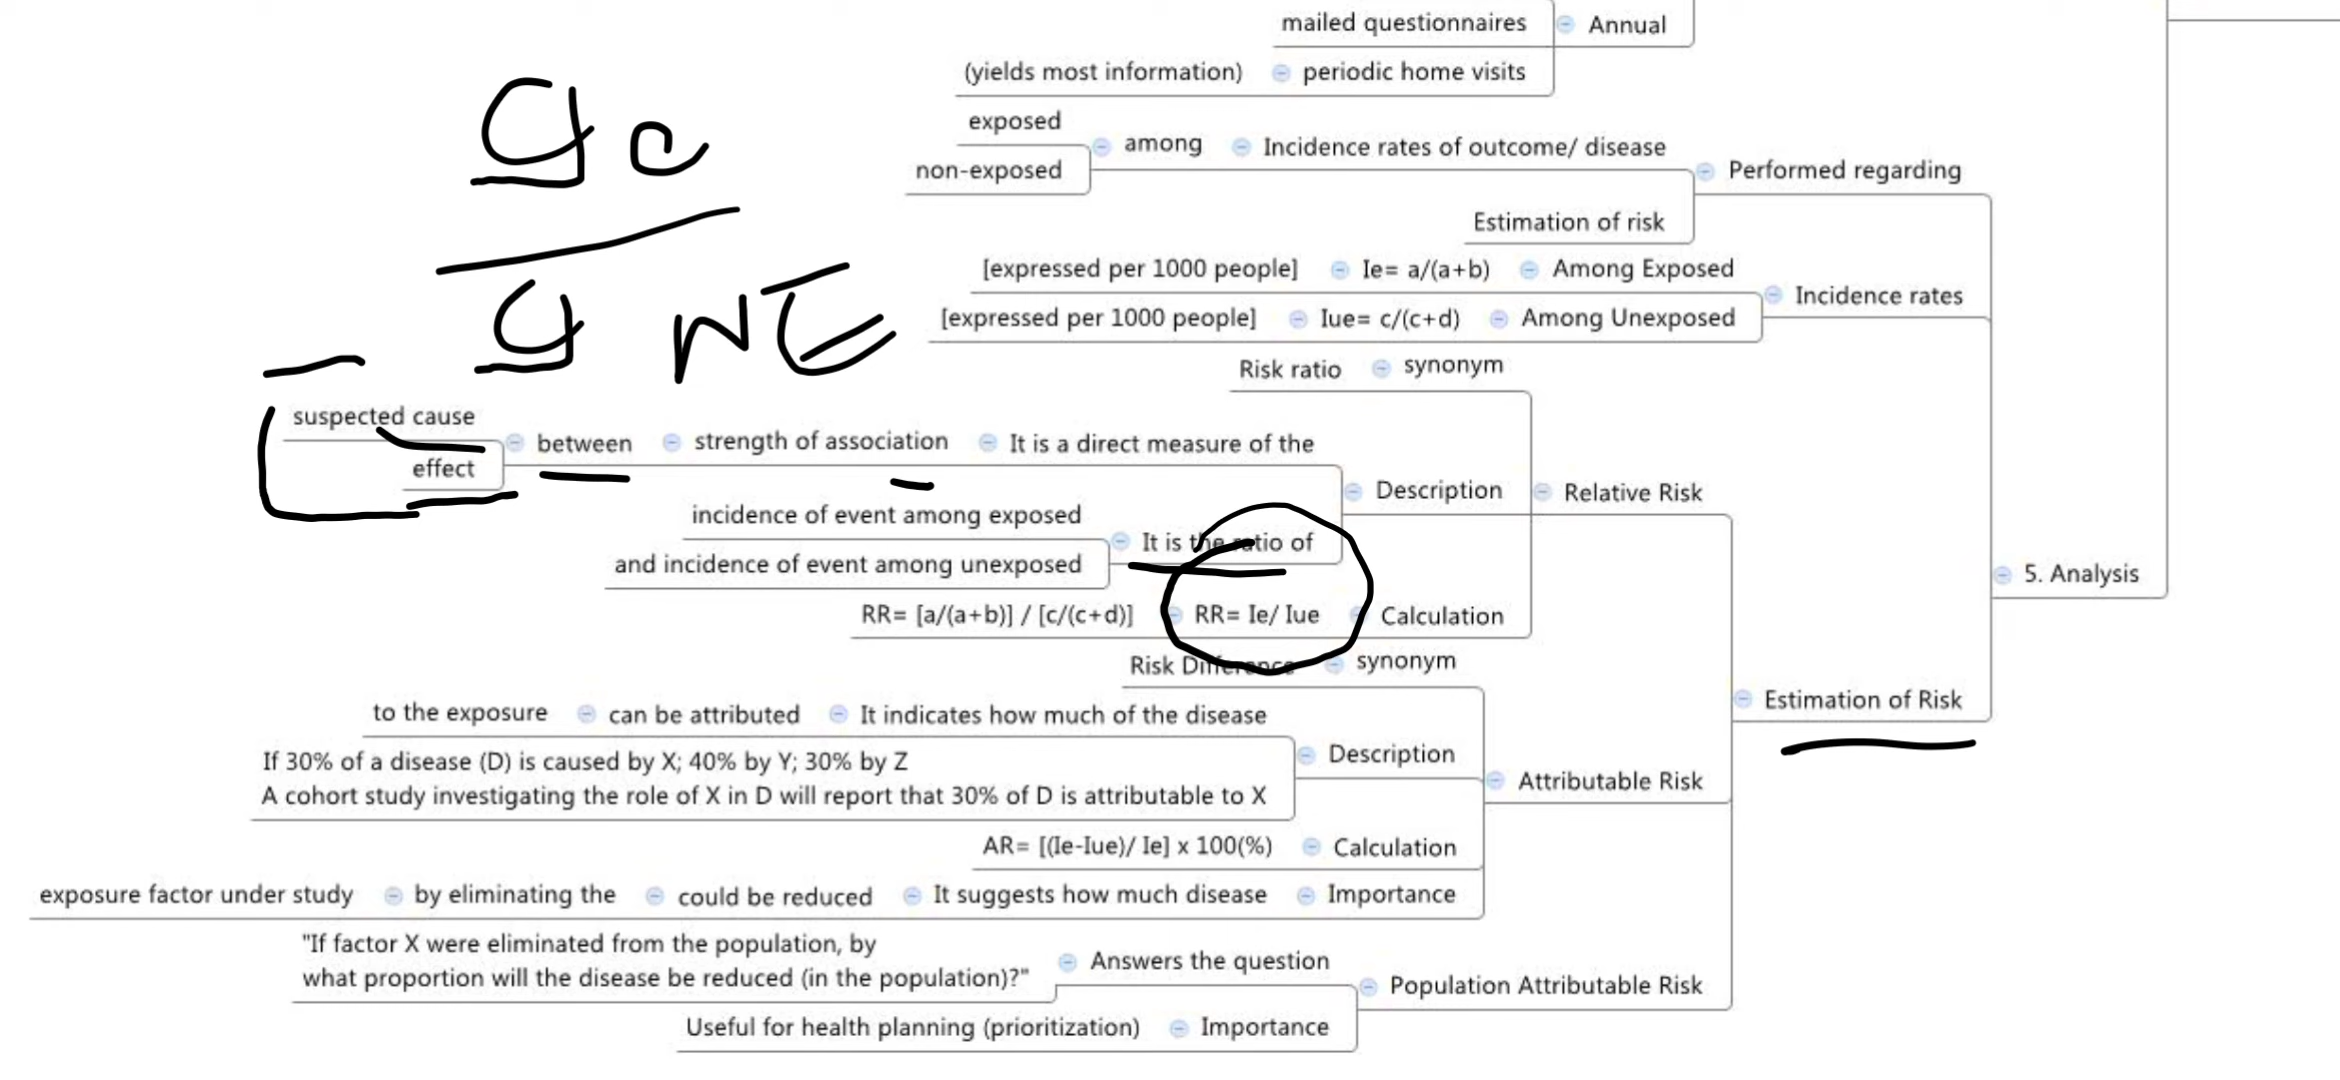 mailed questionnaires Annual
(yields most information) periodic home visits
exposed
among Incidence rates of outcome/ disease
non-exposed
Performed regarding
Estimation of risk
[expressed per 1000 people] Ie= a/(a+b) Among Exposed
Incidence rates
[expressed per 1000 people] Iue= c/(c+d) Among Unexposed
Risk ratio synonym
suspected cause
between strength of association It is a direct measure of the
effect
Description Relative Risk
incidence of event among exposed
It is the ratio of
and incidence of event among unexposed
5. Analysis
RR= [a/(a+b)] / [c/(c+d)] RR= Ie/ Iue Calculation
Risk Difference synonym
Estimation of Risk
to the exposure can be attributed It indicates how much of the disease
Description
If 30% of a disease (D) is caused by X; 40% by Y; 30% by Z
A cohort study investigating the role of X in D will report that 30% of D is attributable to X
Attributable Risk
AR= [(Ie-Iue)/ Ie] x 100(%) Calculation
exposure factor under study by eliminating the could be reduced It suggests how much disease Importance
"If factor X were eliminated from the population, by
what proportion will the disease be reduced (in the population)?"
Answers the question
Population Attributable Risk
Useful for health planning (prioritization) Importance